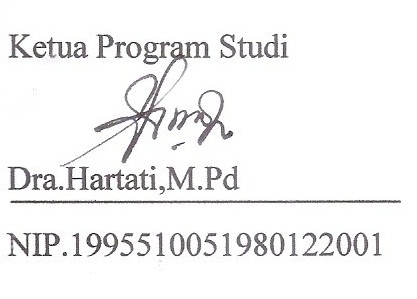 Ketua Program Studi
Dra.Hartati,M.Pd
NIP.1995510051980122001